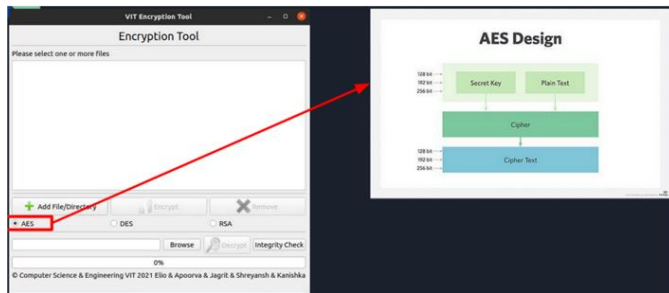 VIT Encryption Tool
Encryption Tool
Please select one or more files
Add File/Directory Encrypt Remove
AES DES RSA
Browse Decrypt Integrity Check
0%
© Computer Science & Engineering VIT 2021 Elio & Apoorva & Jagrit & Shreyansh & Kanishka
AES Design
128 bit
192 bit
256 bit
Secret Key Plain Text
Cipher
128 bit
192 bit
256 bit
Cipher Text